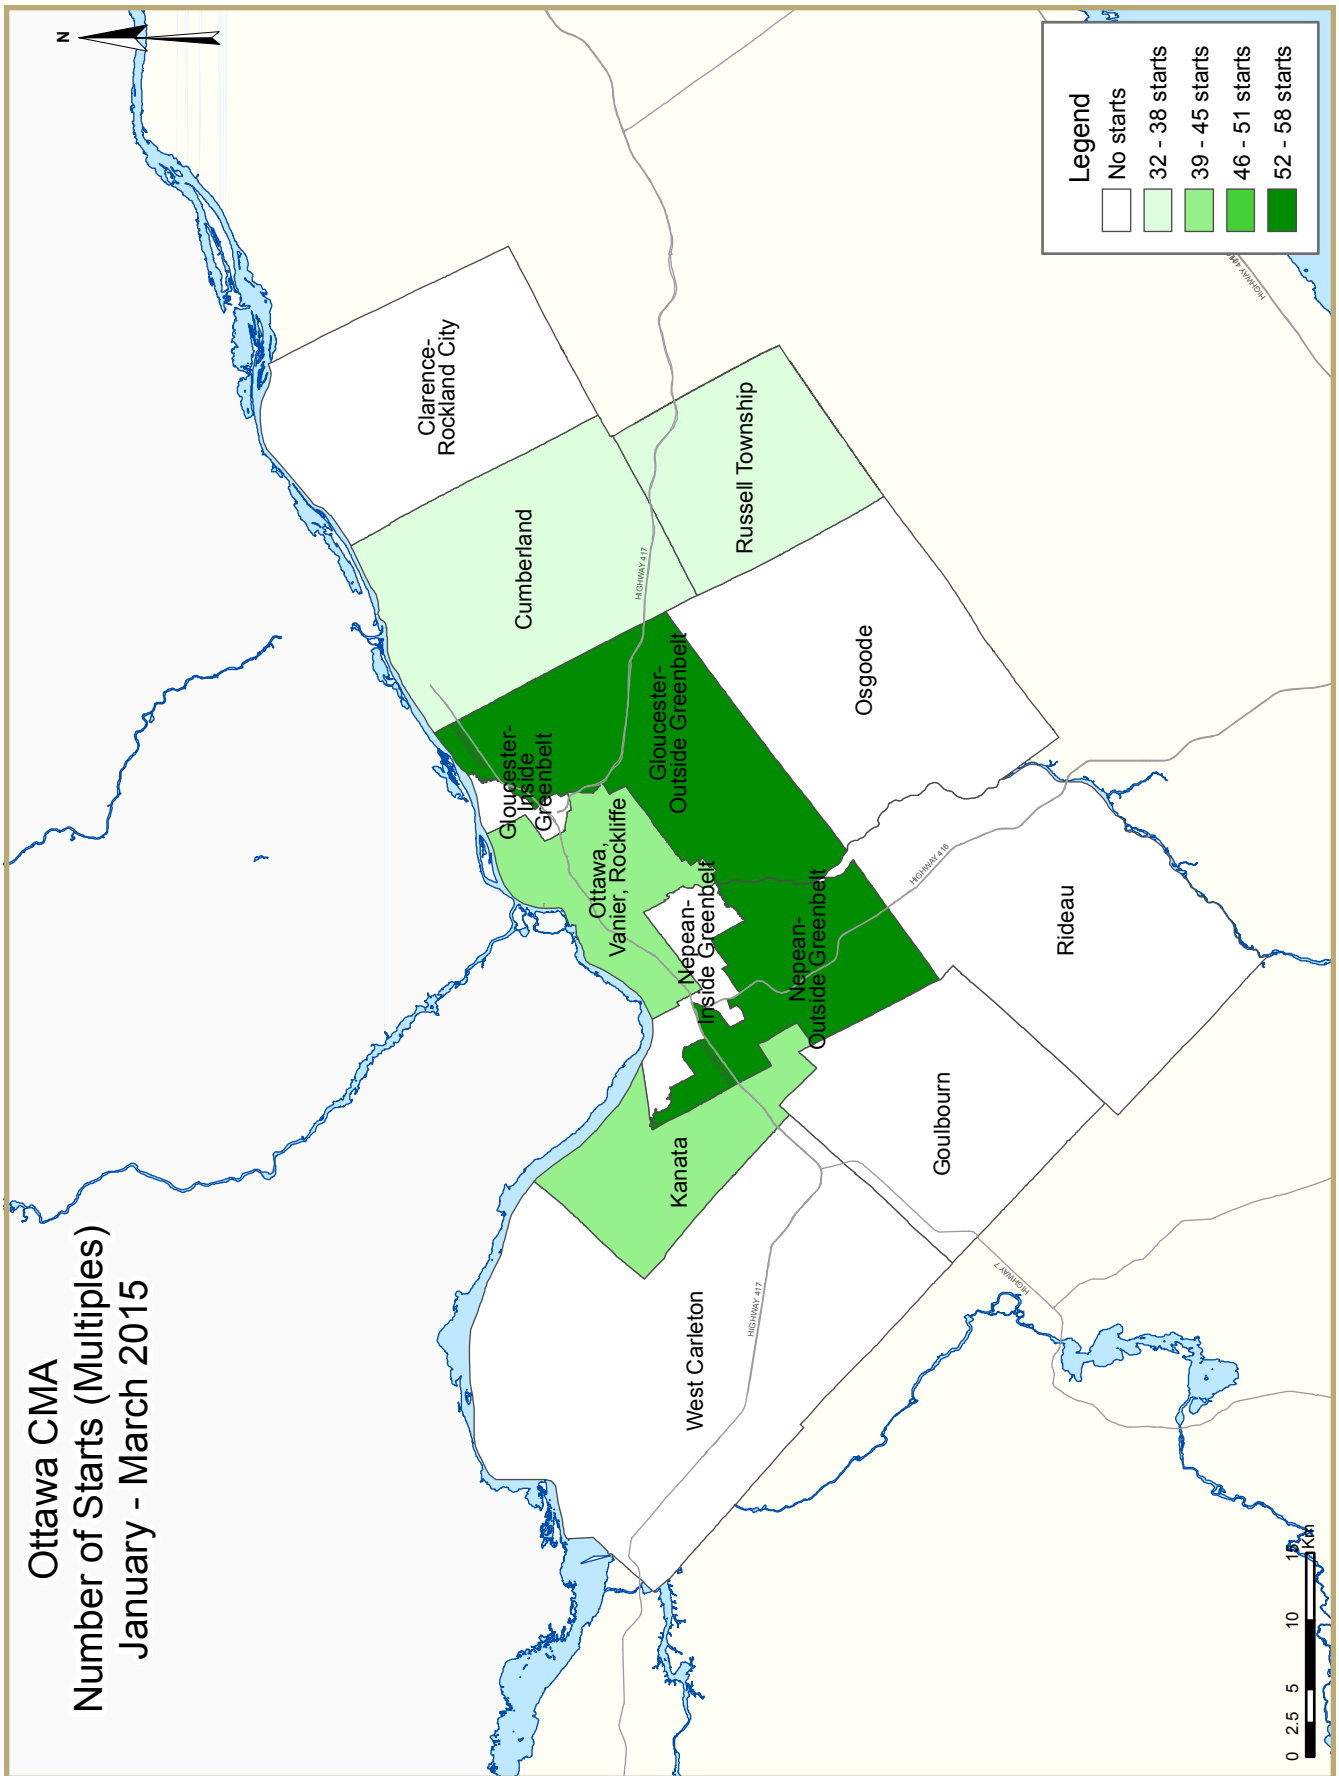 Ottawa CMA
Number of Starts (Multiples)
January - March 2015
N
West Carleton
Kanata
Goulbourn
Rideau
Nepean-
Inside Greenbelt
Nepean-
Outside Greenbelt
Ottawa,
Vanier, Rockliffe
Gloucester-
Inside
Greenbelt
Gloucester-
Outside Greenbelt
Osgoode
Cumberland
Russell Township
Clarence-
Rockland City
HIGHWAY 417
HIGHWAY 7
HIGHWAY 416
HIGHWAY 417
Legend
No starts
32 - 38 starts
39 - 45 starts
46 - 51 starts
52 - 58 starts
0 2.5 5 10 15
Km